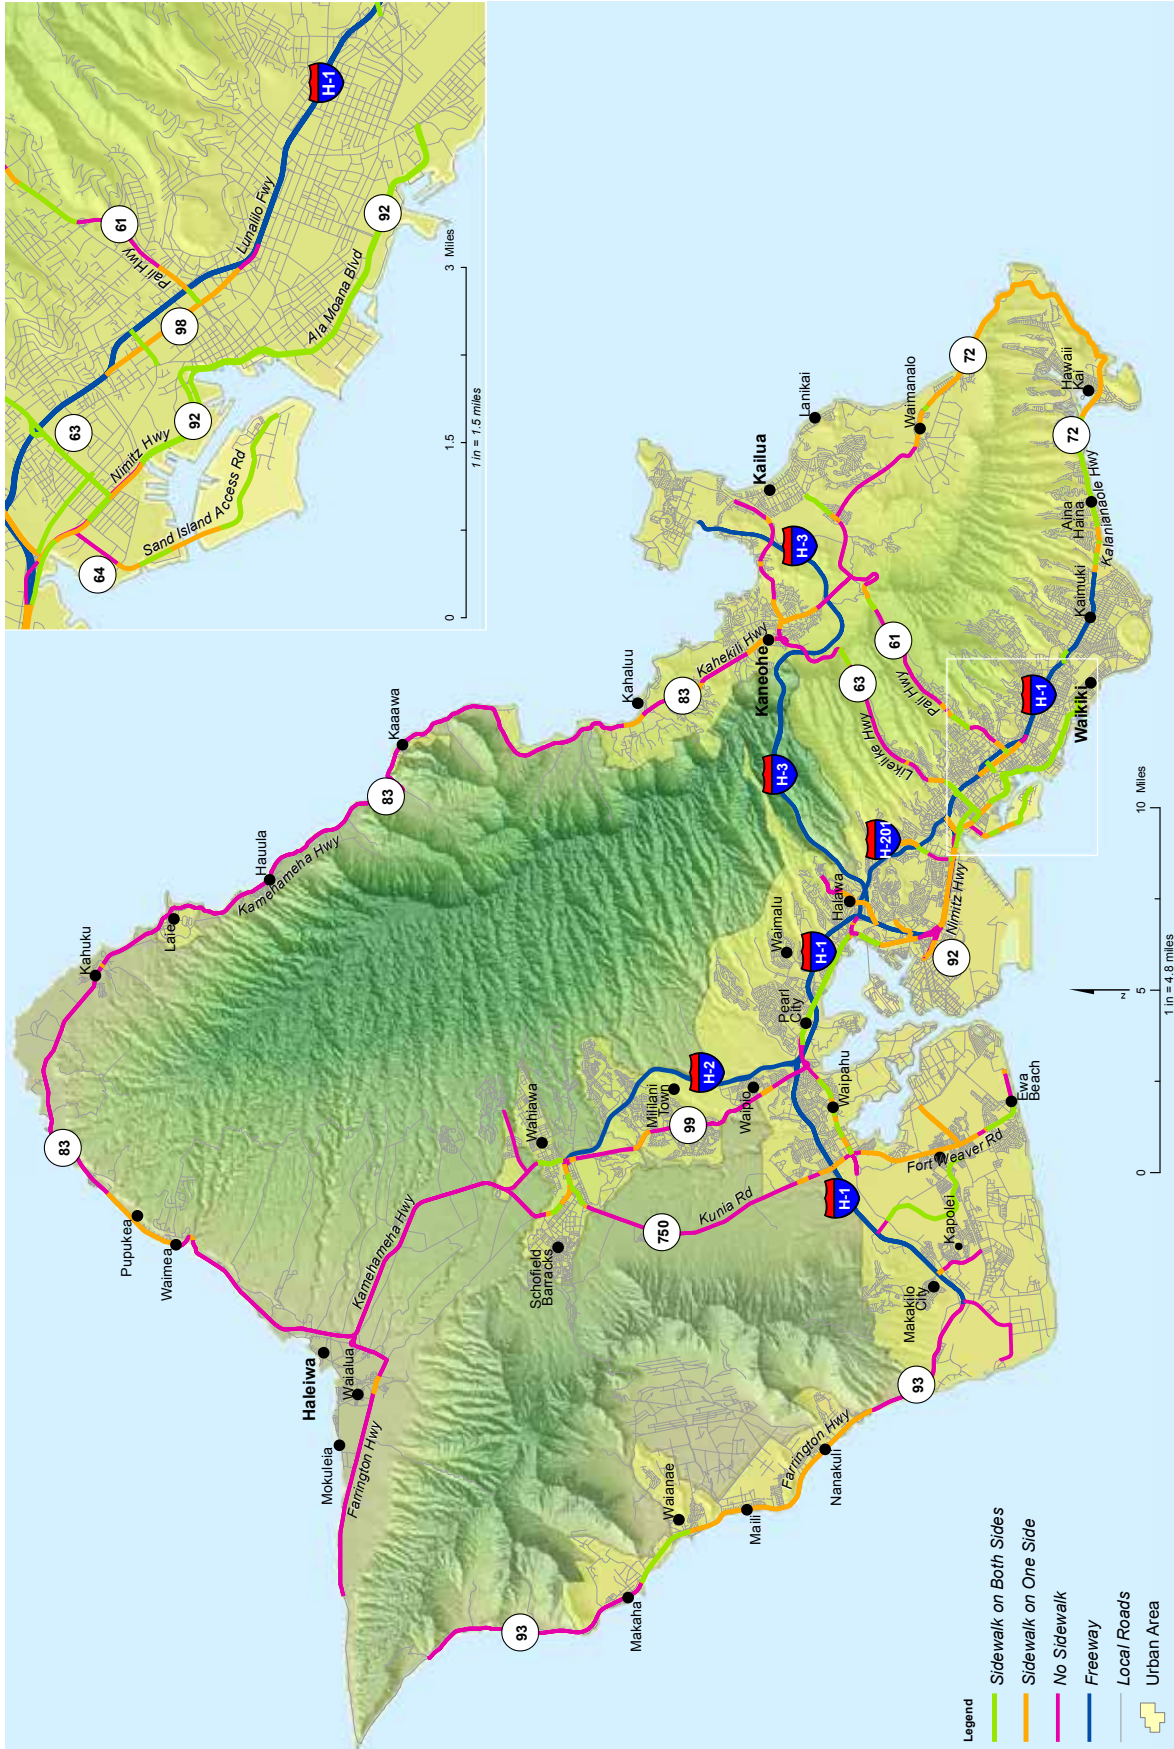 H-1
Lunalilo Fwy
61
Pali Hwy
98
92
Ala Moana Blvd
63
92
Nimitz Hwy
Sand Island Access Rd
64
0
1.5
3
Miles
1 in = 1.5 miles
Lanikai
Waimanalo
72
Hawaii
Kai
72
Kailua
H-3
Aina
Haina
Kalanianaole Hwy
Kaimuki
Kahaluu
Kahekili Hwy
83
Kaneohe
61
63
Pali Hwy
Likelike Hwy
H-1
Waikiki
Kaaawa
83
H-3
H-201
Hauula
Kamehameha Hwy
Laie
Kahuku
Halawa
Nimitz Hwy
92
Waimalu
H-1
Pearl
City
83
Pupukea
Waimea
Wahiawa
H-2
Mililani
Town
99
Waipio
Waipahu
Ewa
Beach
Fort Weaver Rd
H-1
Kunia Rd
750
Kapolei
Schofield
Barracks
Makakilo
City
Kamehameha Hwy
Haleiwa
Waialua
Mokuleia
Farrington Hwy
93
Farrington Hwy
Nanakuli
Waianae
Maili
Makaha
93
0
5
10
Miles
1 in = 4.8 miles
N
Legend
Sidewalk on Both Sides
Sidewalk on One Side
No Sidewalk
Freeway
Local Roads
Urban Area